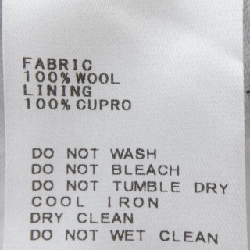 FABRIC
100% WOOL
LINING
100% CUPRO
DO NOT WASH
DO NOT BLEACH
DO NOT TUMBLE DRY
COOL IRON
DRY CLEAN
DO NOT WET CLEAN